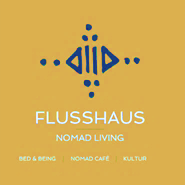 FLUSSHAUS
NOMAD LIVING
BED & BEING NOMAD CAFÉ KULTUR